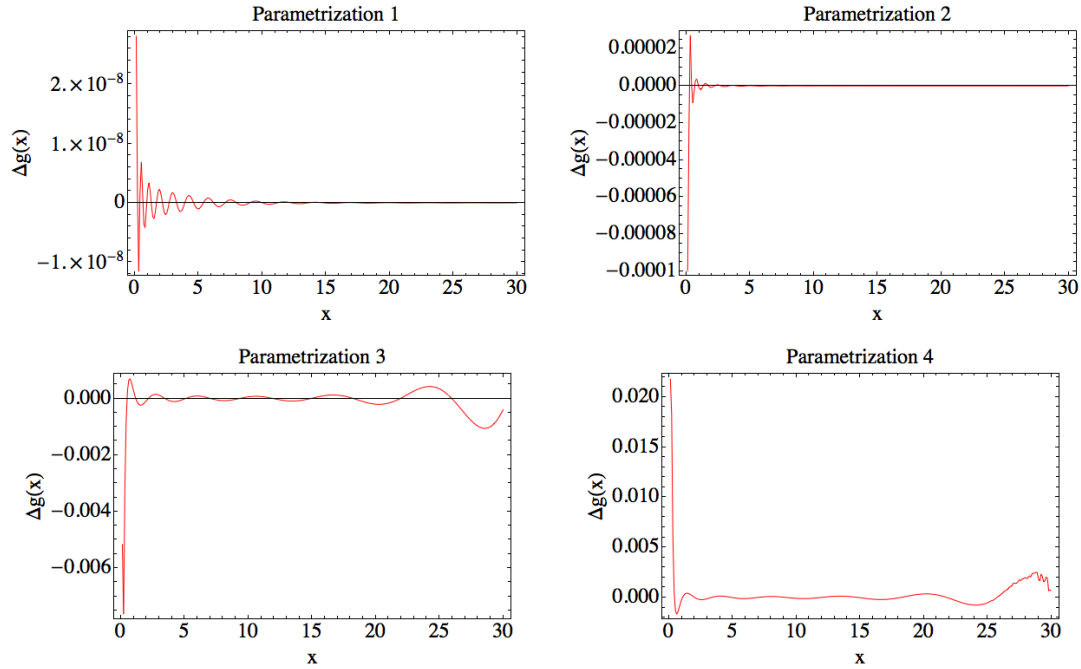 Parametrization 1
2.×10⁻⁸
1.×10⁻⁸
0
−1.×10⁻⁸
Δg(x)
0 5 10 15 20 25 30
x
Parametrization 2
0.00002
0.0000
−0.00002
−0.00004
−0.00006
−0.00008
−0.0001
Δg(x)
0 5 10 15 20 25 30
x
Parametrization 3
0.000
−0.002
−0.004
−0.006
Δg(x)
0 5 10 15 20 25 30
x
Parametrization 4
0.020
0.015
0.010
0.005
0.000
Δg(x)
0 5 10 15 20 25 30
x